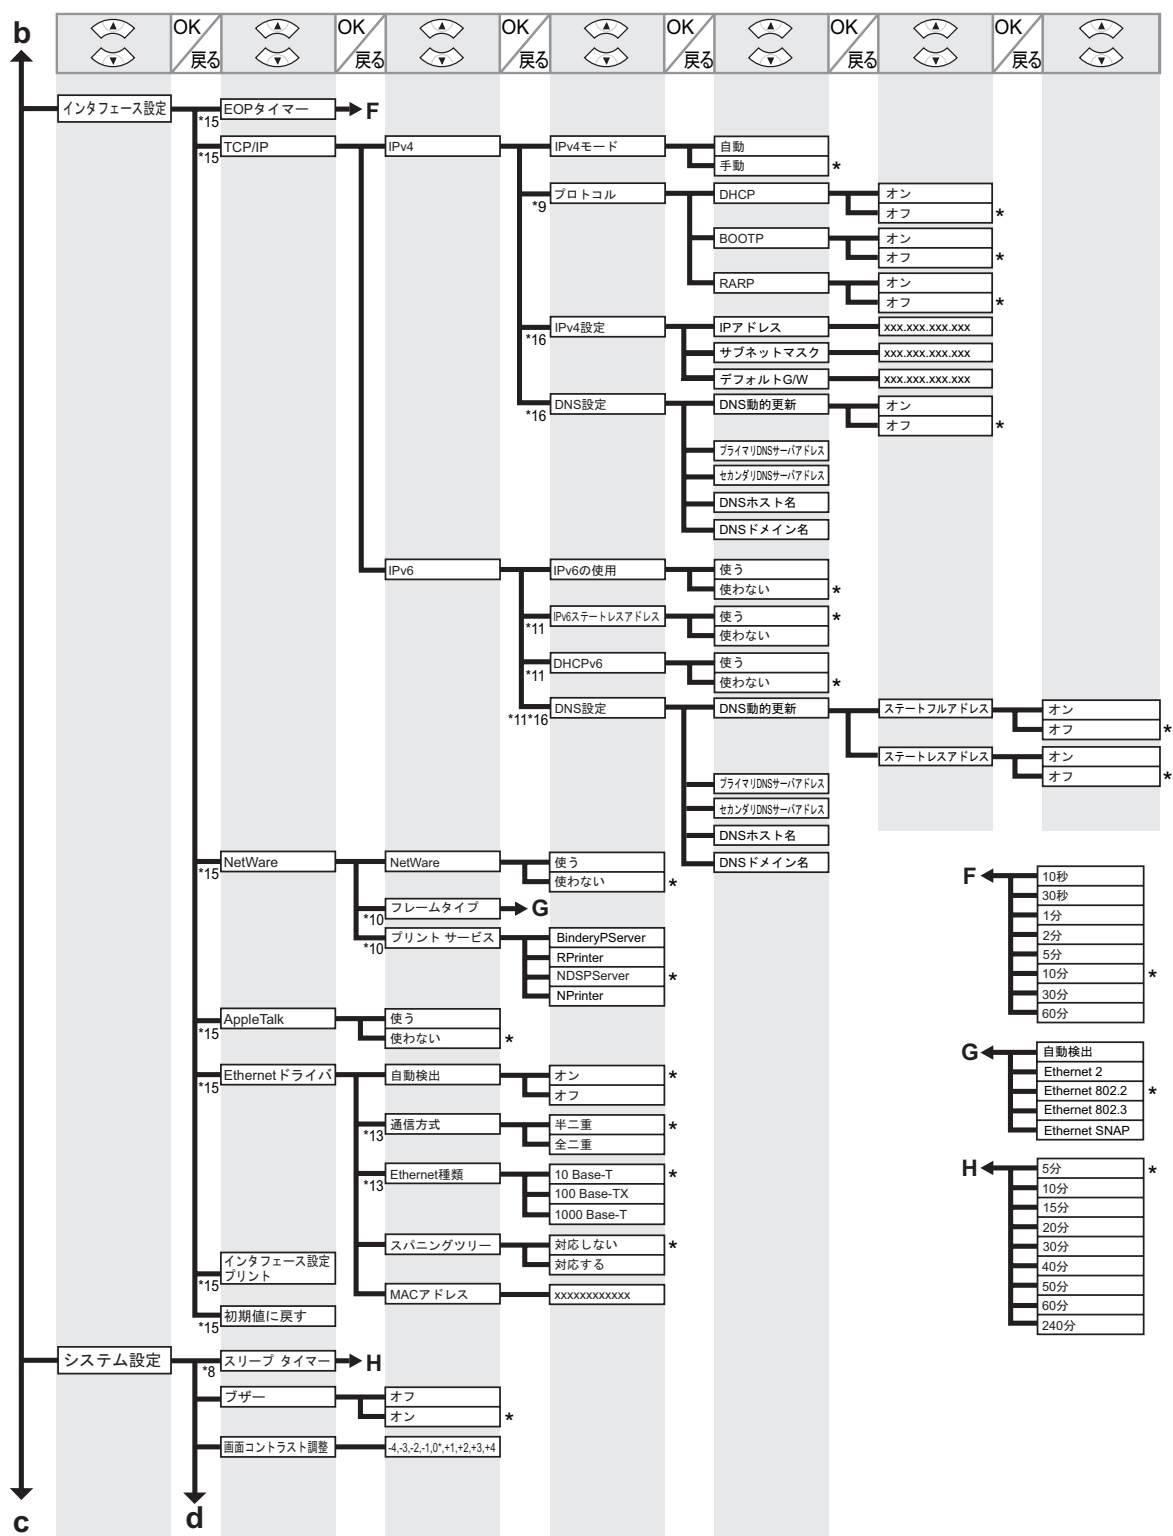 b
OK 戻る OK 戻る OK 戻る OK 戻る OK 戻る OK 戻る
インタフェース設定
*15
EOPタイマー
F
*15
TCP/IP
IPv4
IPv4モード
自動
手動
*
*9
プロトコル
DHCP
オン
オフ
*
BOOTP
オン
オフ
*
RARP
オン
オフ
*
*16
IPv4設定
IPアドレス
xxx.xxx.xxx.xxx
サブネットマスク
xxx.xxx.xxx.xxx
デフォルトG/W
xxx.xxx.xxx.xxx
*16
DNS設定
DNS動的更新
オン
オフ
*
プライマリDNSサーバアドレス
セカンダリDNSサーバアドレス
DNSホスト名
DNSドメイン名
IPv6
IPv6の使用
使う
使わない
*
*11
IPv6ステートレスアドレス
使う
*
使わない
*11
DHCPv6
使う
使わない
*
*11*16
DNS設定
DNS動的更新
ステートフルアドレス
オン
オフ
*
ステートレスアドレス
オン
オフ
*
プライマリDNSサーバアドレス
セカンダリDNSサーバアドレス
DNSホスト名
DNSドメイン名
*15
NetWare
NetWare
使う
使わない
*
*10
フレームタイプ
G
*10
プリント サービス
BinderyPServer
RPrinter
NDSPServer
*
NPrinter
*15
AppleTalk
使う
使わない
*
*15
Ethernetドライバ
自動検出
オン
*
オフ
*13
通信方式
半二重
*
全二重
*13
Ethernet種類
10 Base-T
*
100 Base-TX
1000 Base-T
スパニングツリー
対応しない
*
対応する
MACアドレス
xxxxxxxxxxxx
*15
インタフェース設定
プリント
*15
初期値に戻す
システム設定
*8
スリープ タイマー
H
ブザー
オフ
オン
*
画面コントラスト調整
-4,-3,-2,-1,0*,+1,+2,+3,+4
c
d
F
10秒
30秒
1分
2分
5分
10分
*
30分
60分
G
自動検出
Ethernet 2
Ethernet 802.2
*
Ethernet 802.3
Ethernet SNAP
H
5分
*
10分
15分
20分
30分
40分
50分
60分
240分